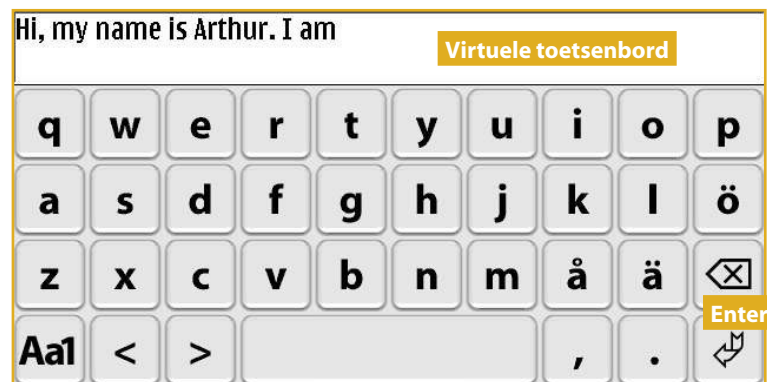 Hi, my name is Arthur. I am
Virtuele toetsenbord
q w e r t y u i o p
a s d f g h j k l ö
z x c v b n m å ä
Enter
Aa1 < > , .